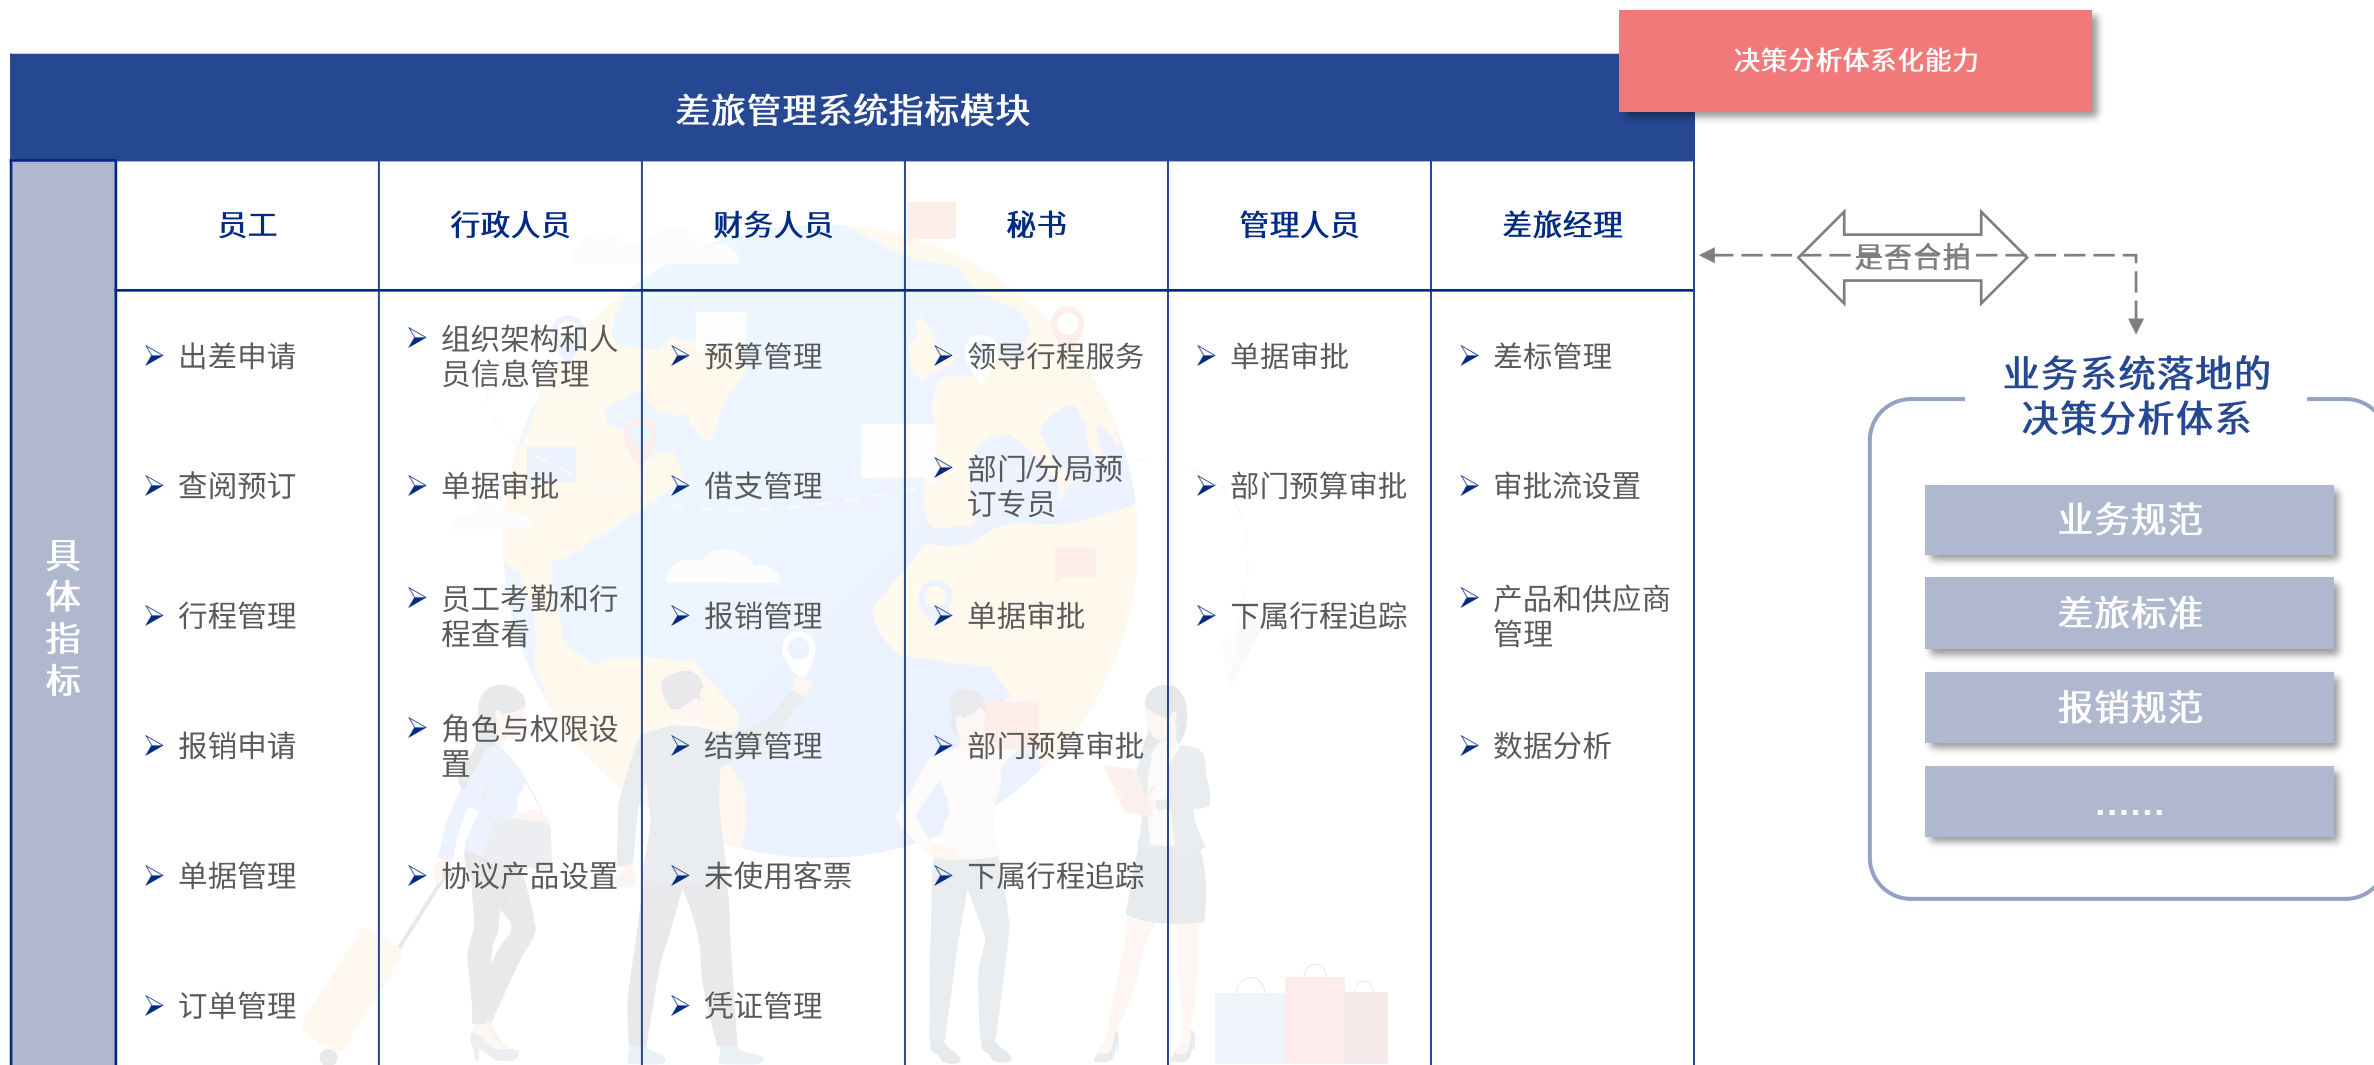 决策分析体系化能力
差旅管理系统指标模块
员工
行政人员
财务人员
秘书
管理人员
差旅经理
是否合拍
具
体
指
标
出差申请
组织架构和人
员信息管理
预算管理
领导行程服务
单据审批
差标管理
查阅预订
单据审批
借支管理
部门/分局预
订专员
部门预算审批
审批流设置
行程管理
员工考勤和行
程查看
报销管理
单据审批
下属行程追踪
产品和供应商
管理
报销申请
角色与权限设
置
结算管理
部门预算审批
数据分析
单据管理
协议产品设置
未使用客票
下属行程追踪
订单管理
凭证管理
业务系统落地的
决策分析体系
业务规范
差旅标准
报销规范
......